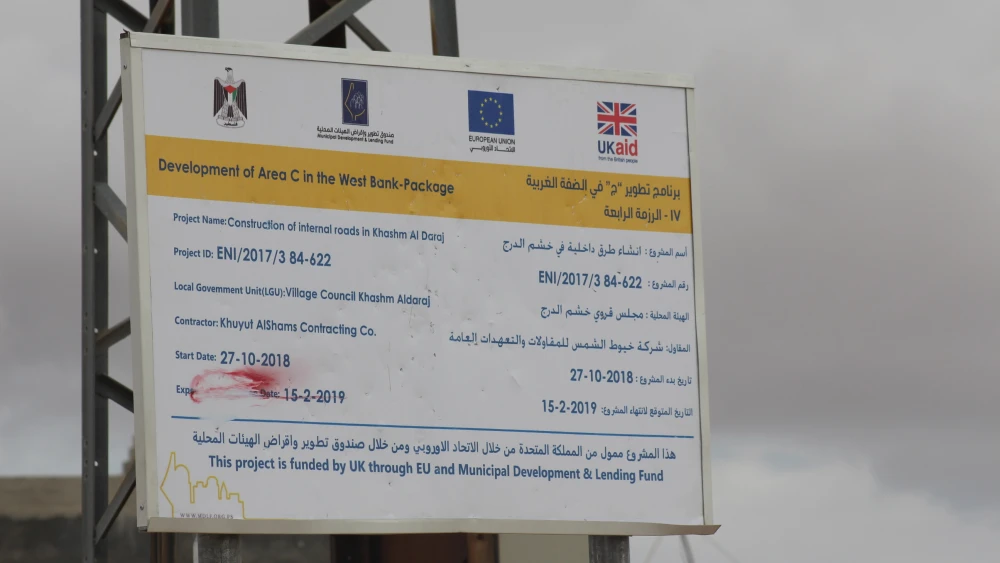 صندوق تطوير واقراض الهيئات المحلية
Municipal Development & Lending Fund
EUROPEAN UNION
الاتحـــاد الأوروبي
UKaid
from the British people
Development of Area C in the West Bank-Package
برنامج تطوير "ج" في الضفة الغربية
IV - الرزمة الرابعة
Project Name:Construction of internal roads in Khashm Al Daraj
Project ID: ENI/2017/3 84-622
Local Government Unit(LGU):Village Council Khashm Aldaraj
Contractor: Khuyut AlShams Contracting Co.
Start Date: 27-10-2018
Date: 15-2-2019
أسم المشروع : انشاء طرق داخلية في خشم الدرج
رقم المشروع : ENI/2017/3 84-622
الهيئة المحلية : مجلس قروي خشم الدرج
المقاول: شركة خيوط الشمس للمقاولات والتعهدات العامة
تاريخ بدء المشروع : 27-10-2018
التاريخ المتوقع لانتهاء المشروع: 15-2-2019
هذا المشروع ممول من المملكة المتحدة من خلال الاتحاد الاوروبي ومن خلال صندوق تطوير واقراض الهيئات المحلية
This project is funded by UK through EU and Municipal Development & Lending Fund
WWW.MDLF.ORG.PS